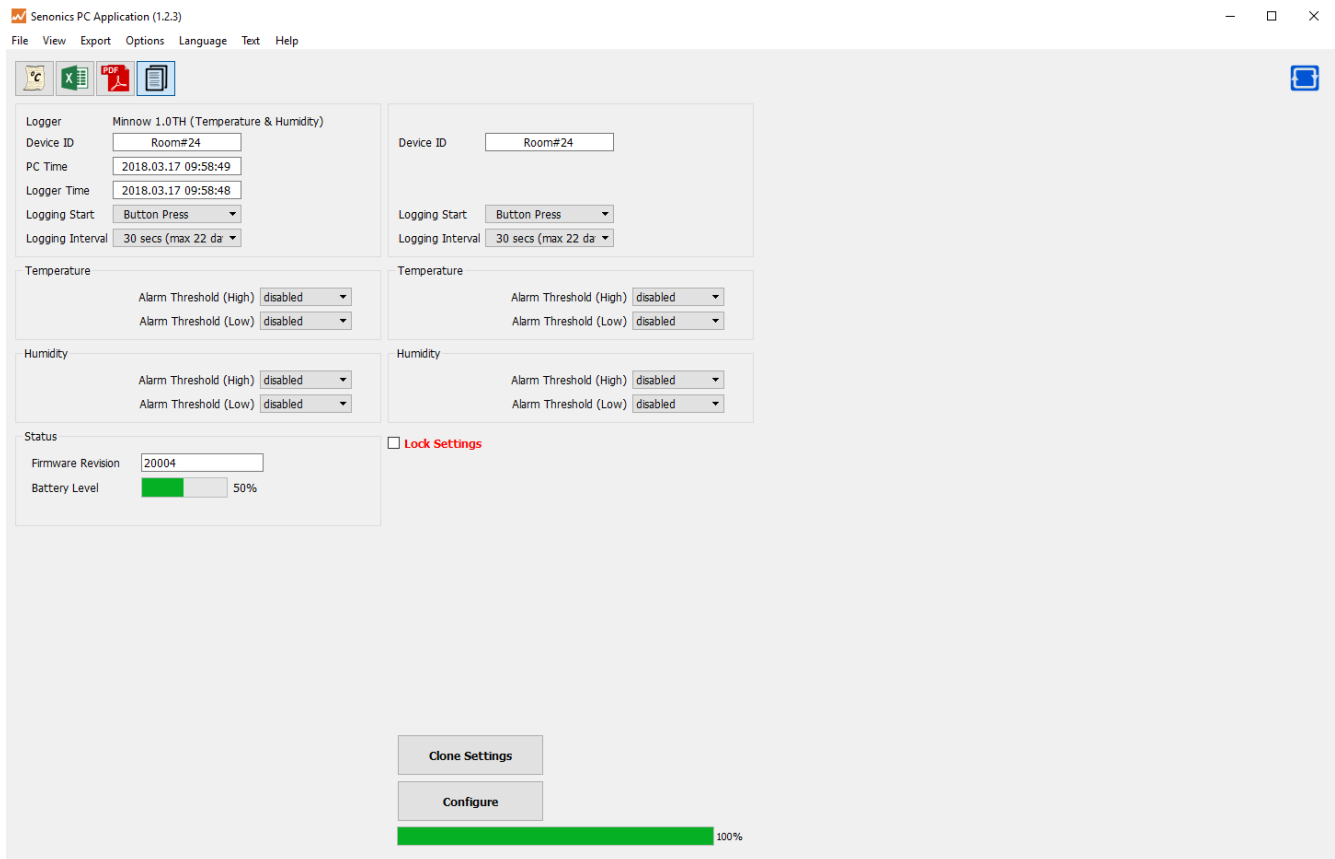 Senonics PC Application (1.2.3)
File View Export Options Language Text Help
°C X PDF
Logger Minnow 1.0TH (Temperature & Humidity)
Device ID Room#24
PC Time 2018.03.17 09:58:49
Logger Time 2018.03.17 09:58:48
Logging Start Button Press
Logging Interval 30 secs (max 22 da
Device ID Room#24
Logging Start Button Press
Logging Interval 30 secs (max 22 da
Temperature
Alarm Threshold (High) disabled
Alarm Threshold (Low) disabled
Temperature
Alarm Threshold (High) disabled
Alarm Threshold (Low) disabled
Humidity
Alarm Threshold (High) disabled
Alarm Threshold (Low) disabled
Humidity
Alarm Threshold (High) disabled
Alarm Threshold (Low) disabled
Status
Firmware Revision 20004
Battery Level 50%
Lock Settings
Clone Settings
Configure
100%